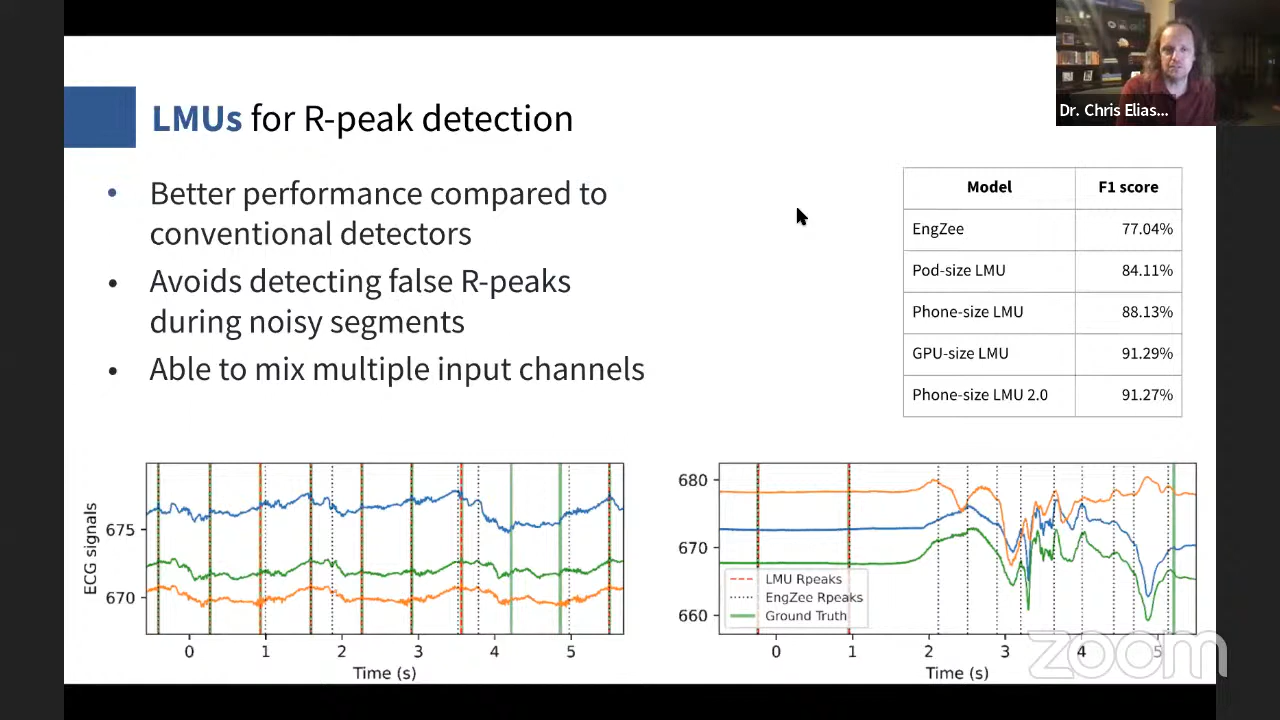 Dr. Chris Elias...
LMUs for R-peak detection
• Better performance compared to
conventional detectors
• Avoids detecting false R-peaks
during noisy segments
• Able to mix multiple input channels
Model F1 score
EngZee 77.04%
Pod-size LMU 84.11%
Phone-size LMU 88.13%
GPU-size LMU 91.29%
Phone-size LMU 2.0 91.27%
ECG signals
675
670
0 1 2 3 4 5
Time (s)
680
670
660
LMU Rpeaks
EngZee Rpeaks
Ground Truth
0 1 2 3 4 5
Time (s)
zoom